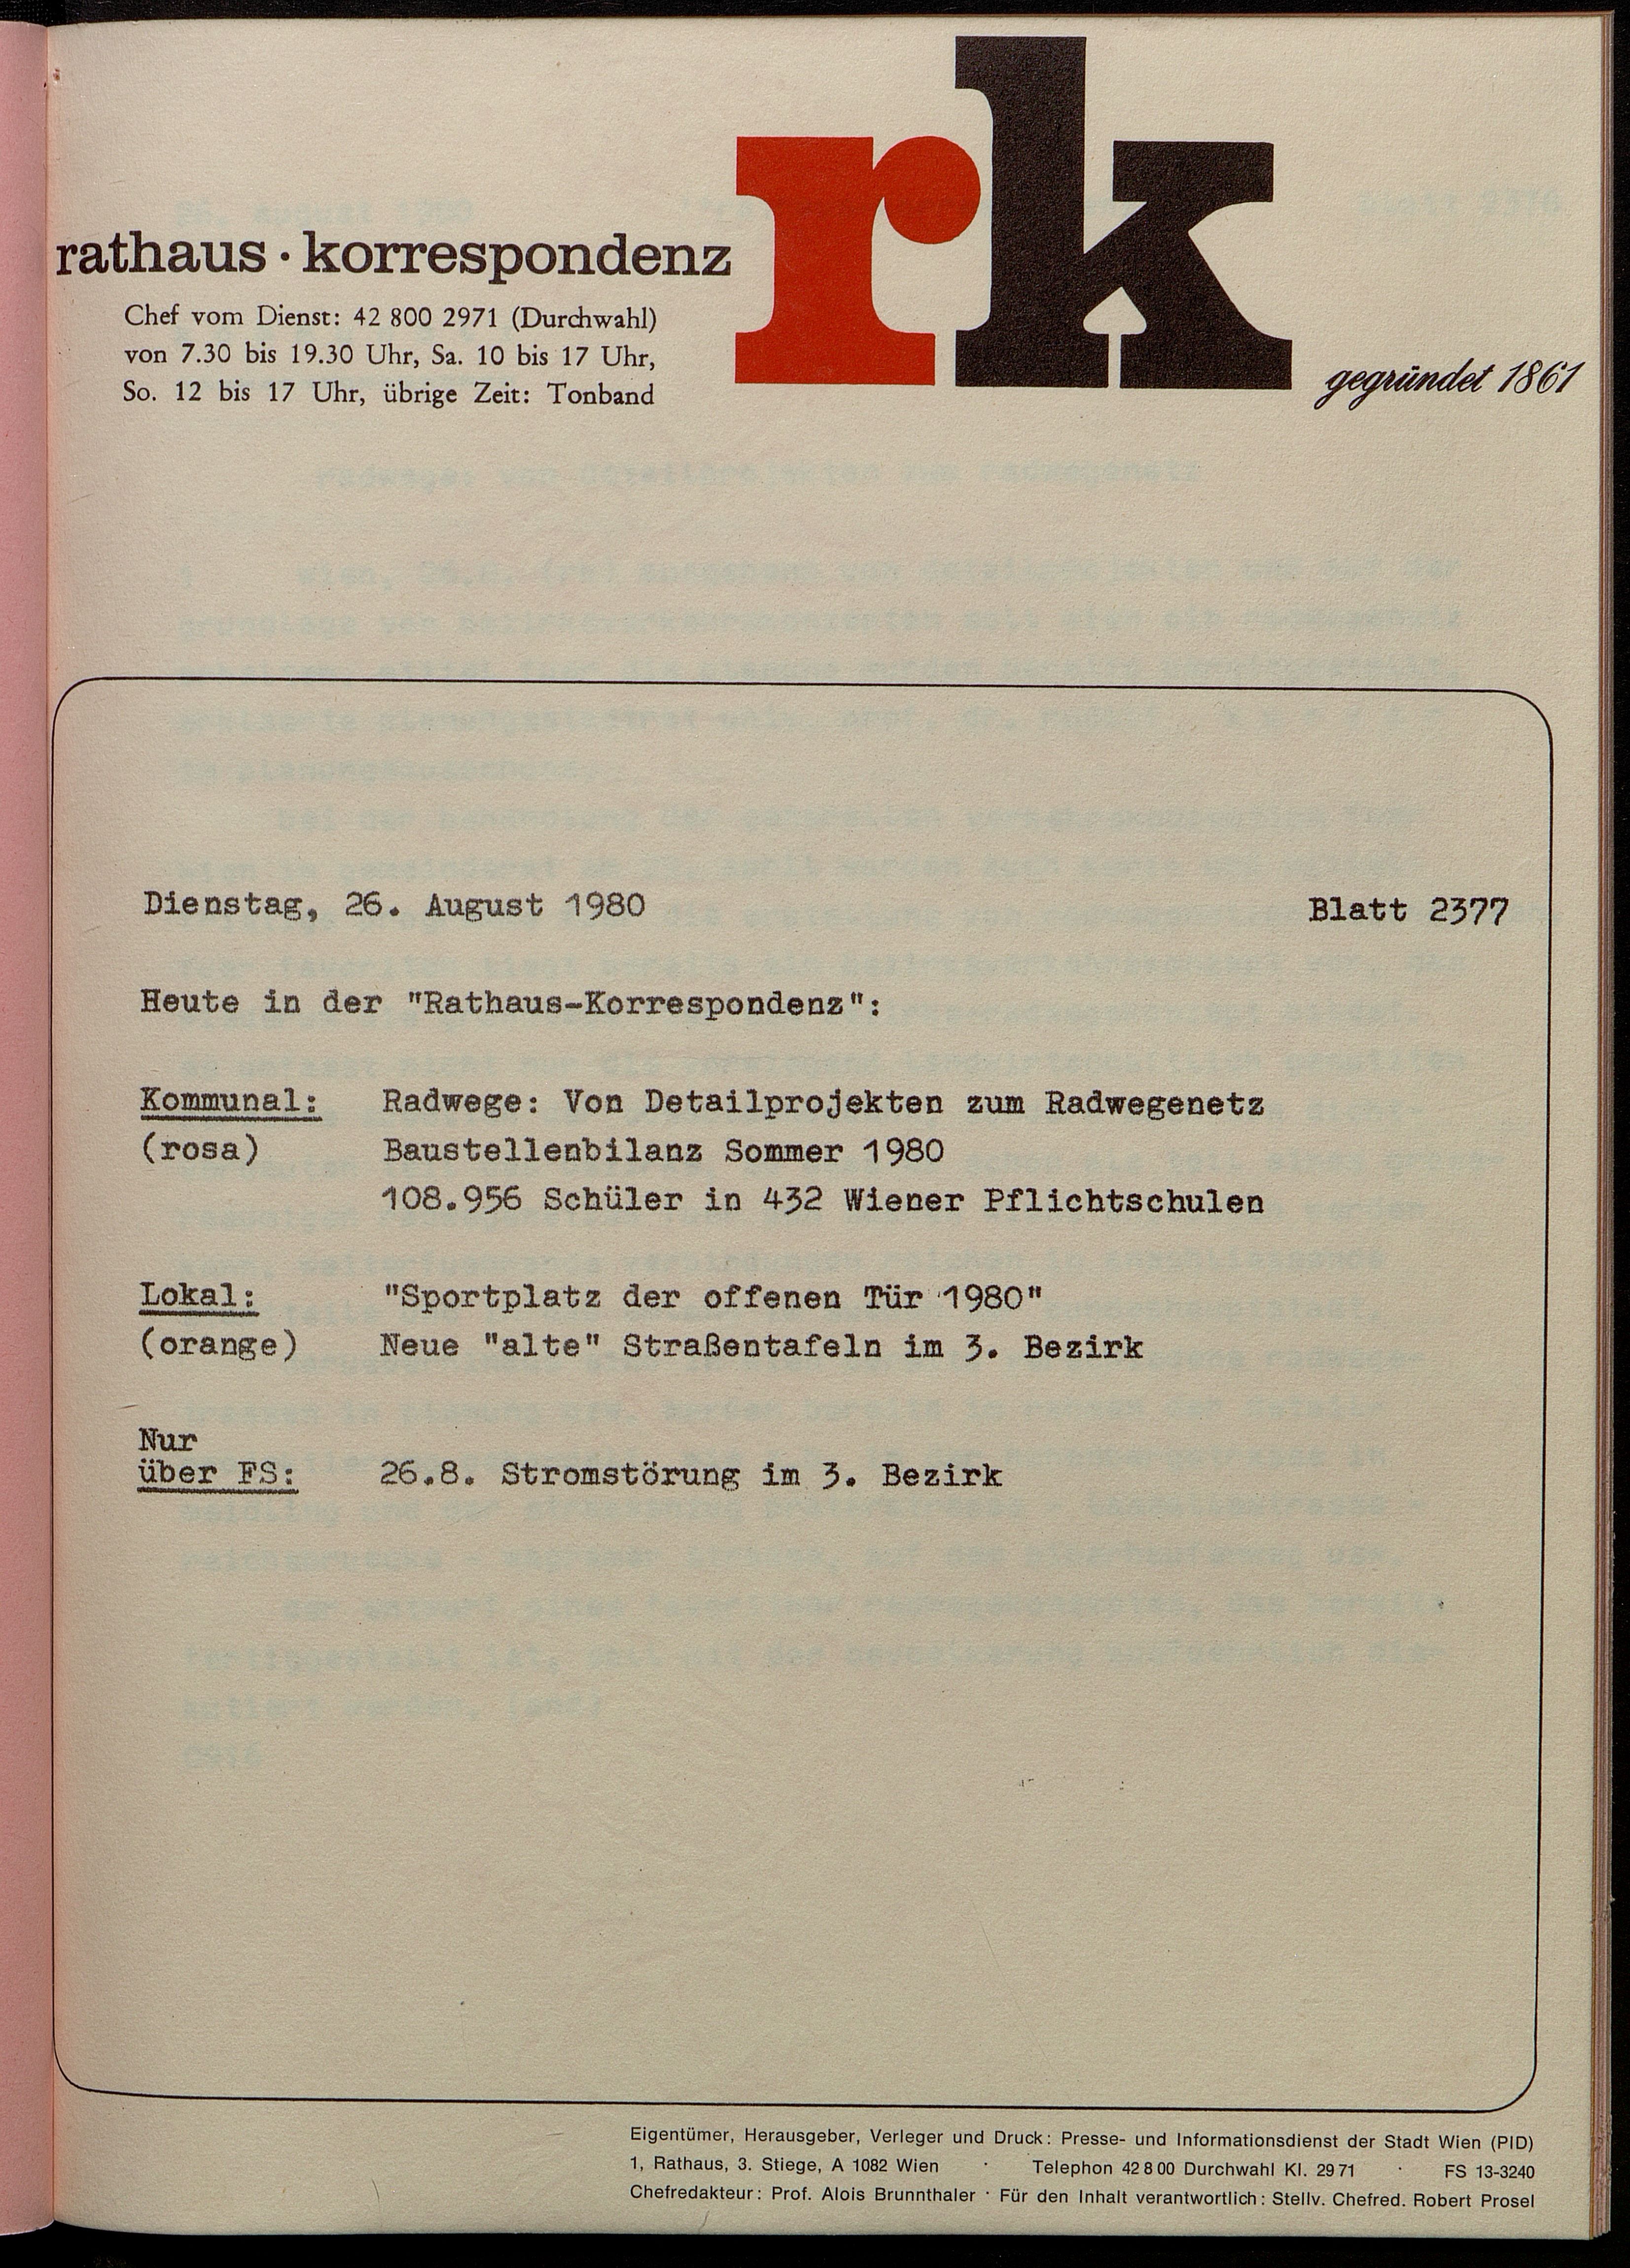 rk
rathaus · korrespondenz
Chef vom Dienst: 42 800 2971 (Durchwahl)
von 7.30 bis 19.30 Uhr, Sa. 10 bis 17 Uhr,
So. 12 bis 17 Uhr, übrige Zeit: Tonband
gegründet 1861
Dienstag, 26. August 1980 Blatt 2377
Heute in der "Rathaus-Korrespondenz":
Kommunal: Radwege: Von Detailprojekten zum Radwegenetz
(rosa) Baustellenbilanz Sommer 1980
108.956 Schüler in 432 Wiener Pflichtschulen
Lokal: "Sportplatz der offenen Tür 1980"
(orange) Neue "alte" Straßentafeln im 3. Bezirk
Nur
über FS: 26.8. Stromstörung im 3. Bezirk
Eigentümer, Herausgeber, Verleger und Druck: Presse- und Informationsdienst der Stadt Wien (PID)
1, Rathaus, 3. Stiege, A 1082 Wien · Telephon 42 8 00 Durchwahl Kl. 29 71 · FS 13-3240
Chefredakteur: Prof. Alois Brunnthaler · Für den Inhalt verantwortlich: Stellv. Chefred. Robert Prosel